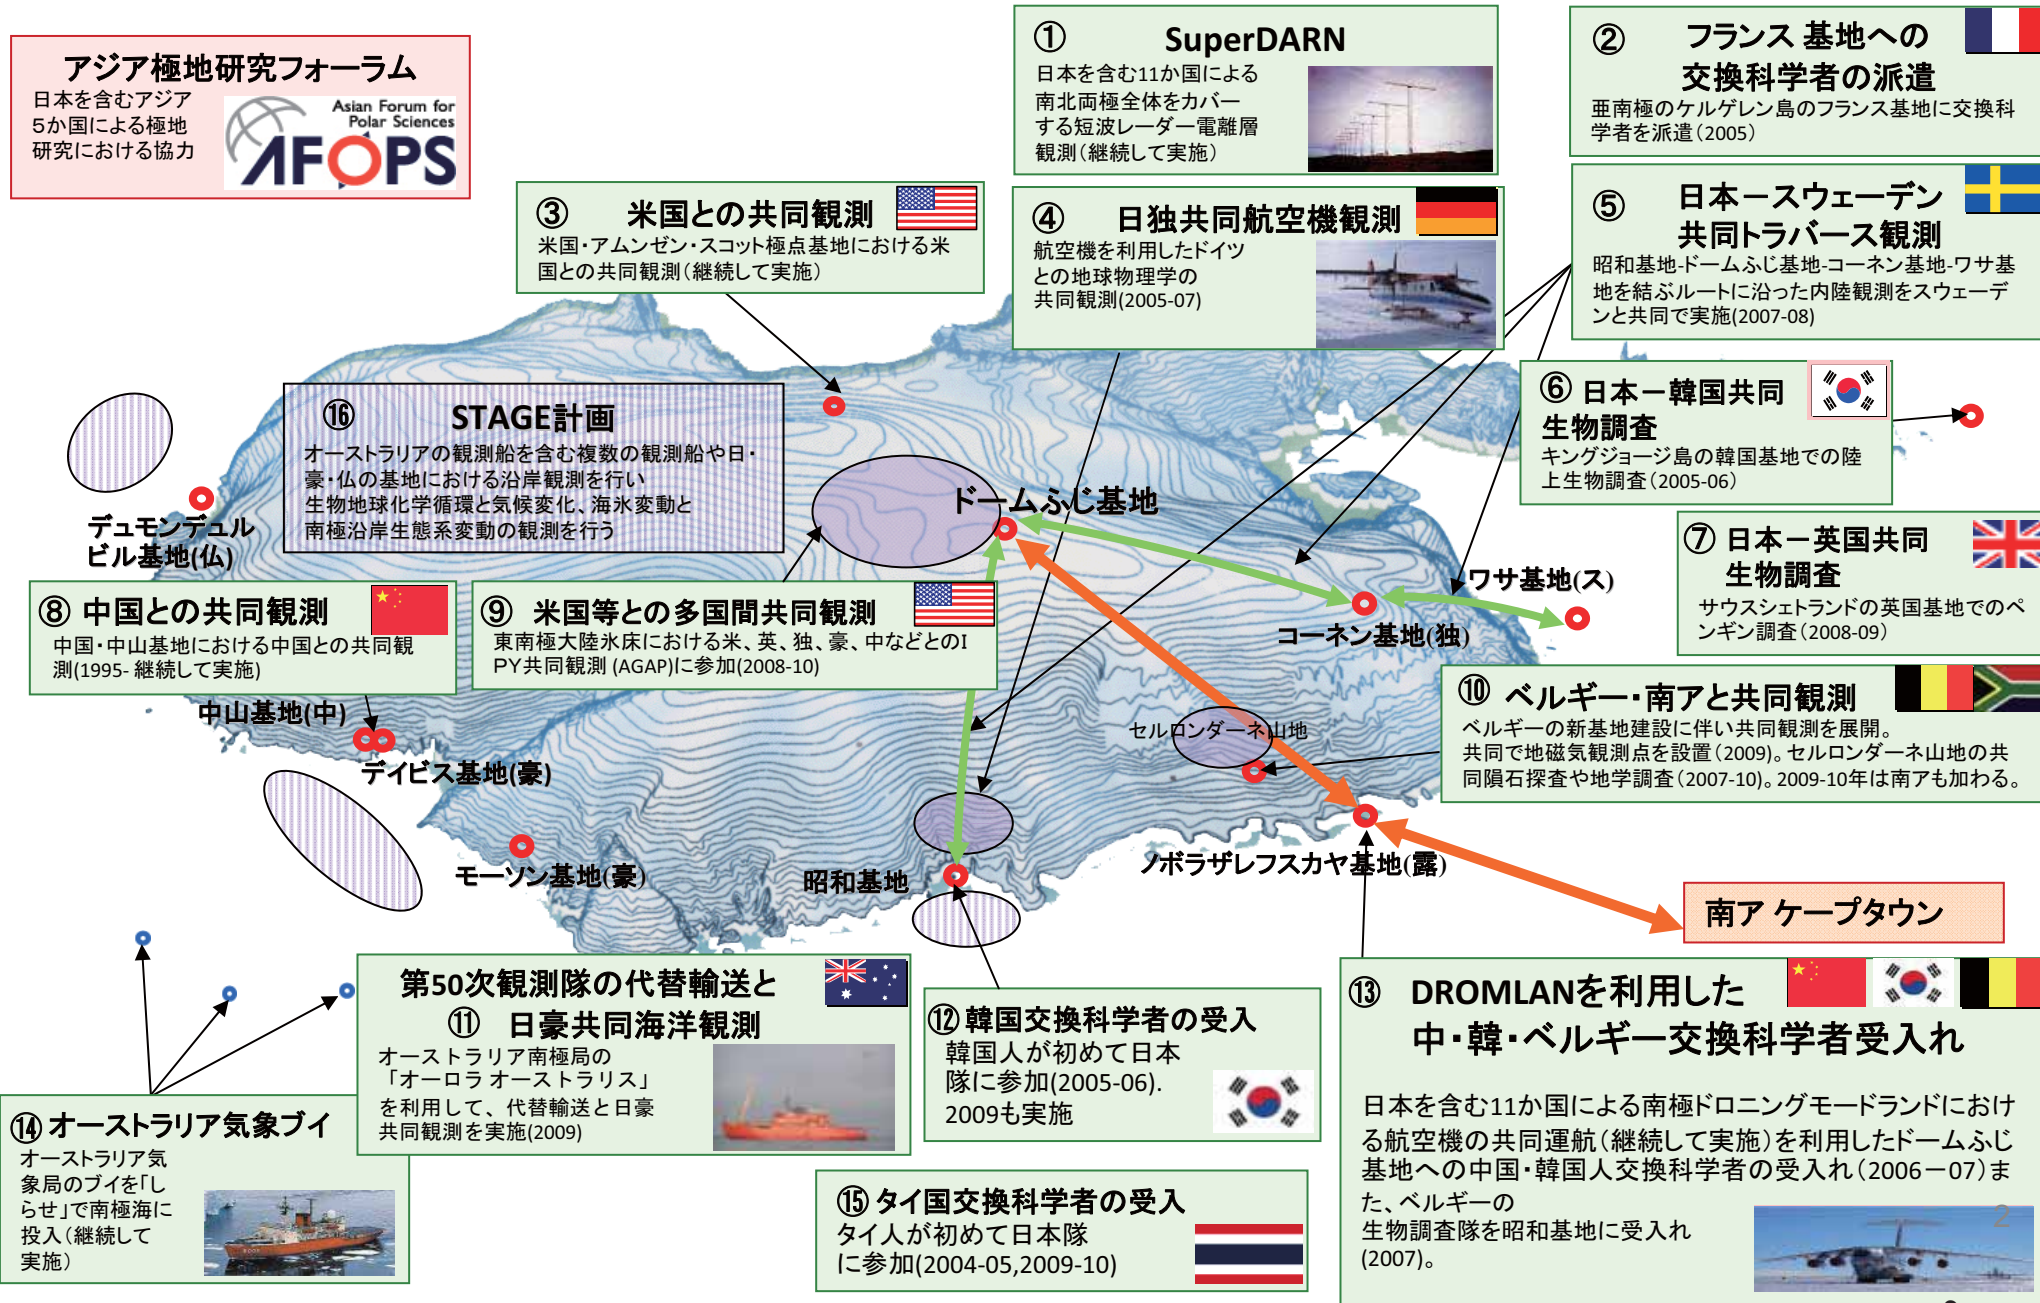 アジア極地研究フォーラム
日本を含むアジア
5か国による極地
研究における協力
Asian Forum for
Polar Sciences
AFOPS
① SuperDARN
日本を含む11か国による
南北両極全体をカバー
する短波レーダー電離層
観測(継続して実施)
② フランス 基地への
交換科学者の派遣
亜南極のケルゲレン島のフランス基地に交換科
学者を派遣(2005)
③ 米国との共同観測
米国・アムンゼン・スコット極点基地における米
国との共同観測(継続して実施)
④ 日独共同航空機観測
航空機を利用したドイツ
との地球物理学の
共同観測(2005-07)
⑤ 日本－スウェーデン
共同トラバース観測
昭和基地-ドームふじ基地-コーネン基地-ワサ基
地を結ぶルートに沿った内陸観測をスウェーデ
ンと共同で実施(2007-08)
⑥ 日本－韓国共同
生物調査
キングジョージ島の韓国基地での陸
上生物調査(2005-06)
⑯ STAGE計画
オーストラリアの観測船を含む複数の観測船や日・
豪・仏の基地における沿岸観測を行い
生物地球化学循環と気候変化、海氷変動と
南極沿岸生態系変動の観測を行う
ドームふじ基地
デュモンデュル
ビル基地(仏)
⑦ 日本－英国共同
生物調査
サウスシェトランドの英国基地でのペ
ンギン調査(2008-09)
ワサ基地(ス)
コーネン基地(独)
⑧ 中国との共同観測
中国・中山基地における中国との共同観
測(1995- 継続して実施)
⑨ 米国等との多国間共同観測
東南極大陸氷床における米、英、独、豪、中などとのI
PY共同観測 (AGAP)に参加(2008-10)
⑩ ベルギー・南アと共同観測
ベルギーの新基地建設に伴い共同観測を展開。
共同で地磁気観測点を設置(2009)。セルロンダーネ山地の共
同隕石探査や地学調査(2007-10)。2009-10年は南アも加わる。
中山基地(中)
セルロンダーネ山地
デイビス基地(豪)
モーソン基地(豪)
昭和基地
ノボラザレフスカヤ基地(露)
南ア ケープタウン
第50次観測隊の代替輸送と
⑪ 日豪共同海洋観測
オーストラリア南極局の
「オーロラ オーストラリス」
を利用して、代替輸送と日豪
共同観測を実施(2009)
⑫ 韓国交換科学者の受入
韓国人が初めて日本
隊に参加(2005-06).
2009も実施
⑬ DROMLANを利用した
中・韓・ベルギー交換科学者受入れ
日本を含む11か国による南極ドロニングモードランドにおけ
る航空機の共同運航(継続して実施)を利用したドームふじ
基地への中国・韓国人交換科学者の受入れ(2006－07)ま
た、ベルギーの
生物調査隊を昭和基地に受入れ
(2007)。
2
⑭ オーストラリア気象ブイ
オーストラリア気
象局のブイを「し
らせ」で南極海に
投入(継続して
実施)
⑮ タイ国交換科学者の受入
タイ人が初めて日本隊
に参加(2004-05,2009-10)